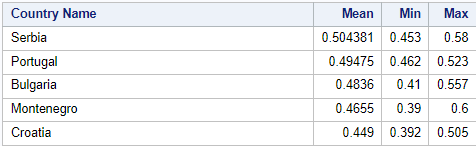 Country Name Mean Min Max
Serbia 0.504381 0.453 0.58
Portugal 0.49475 0.462 0.523
Bulgaria 0.4836 0.41 0.557
Montenegro 0.4655 0.39 0.6
Croatia 0.449 0.392 0.505